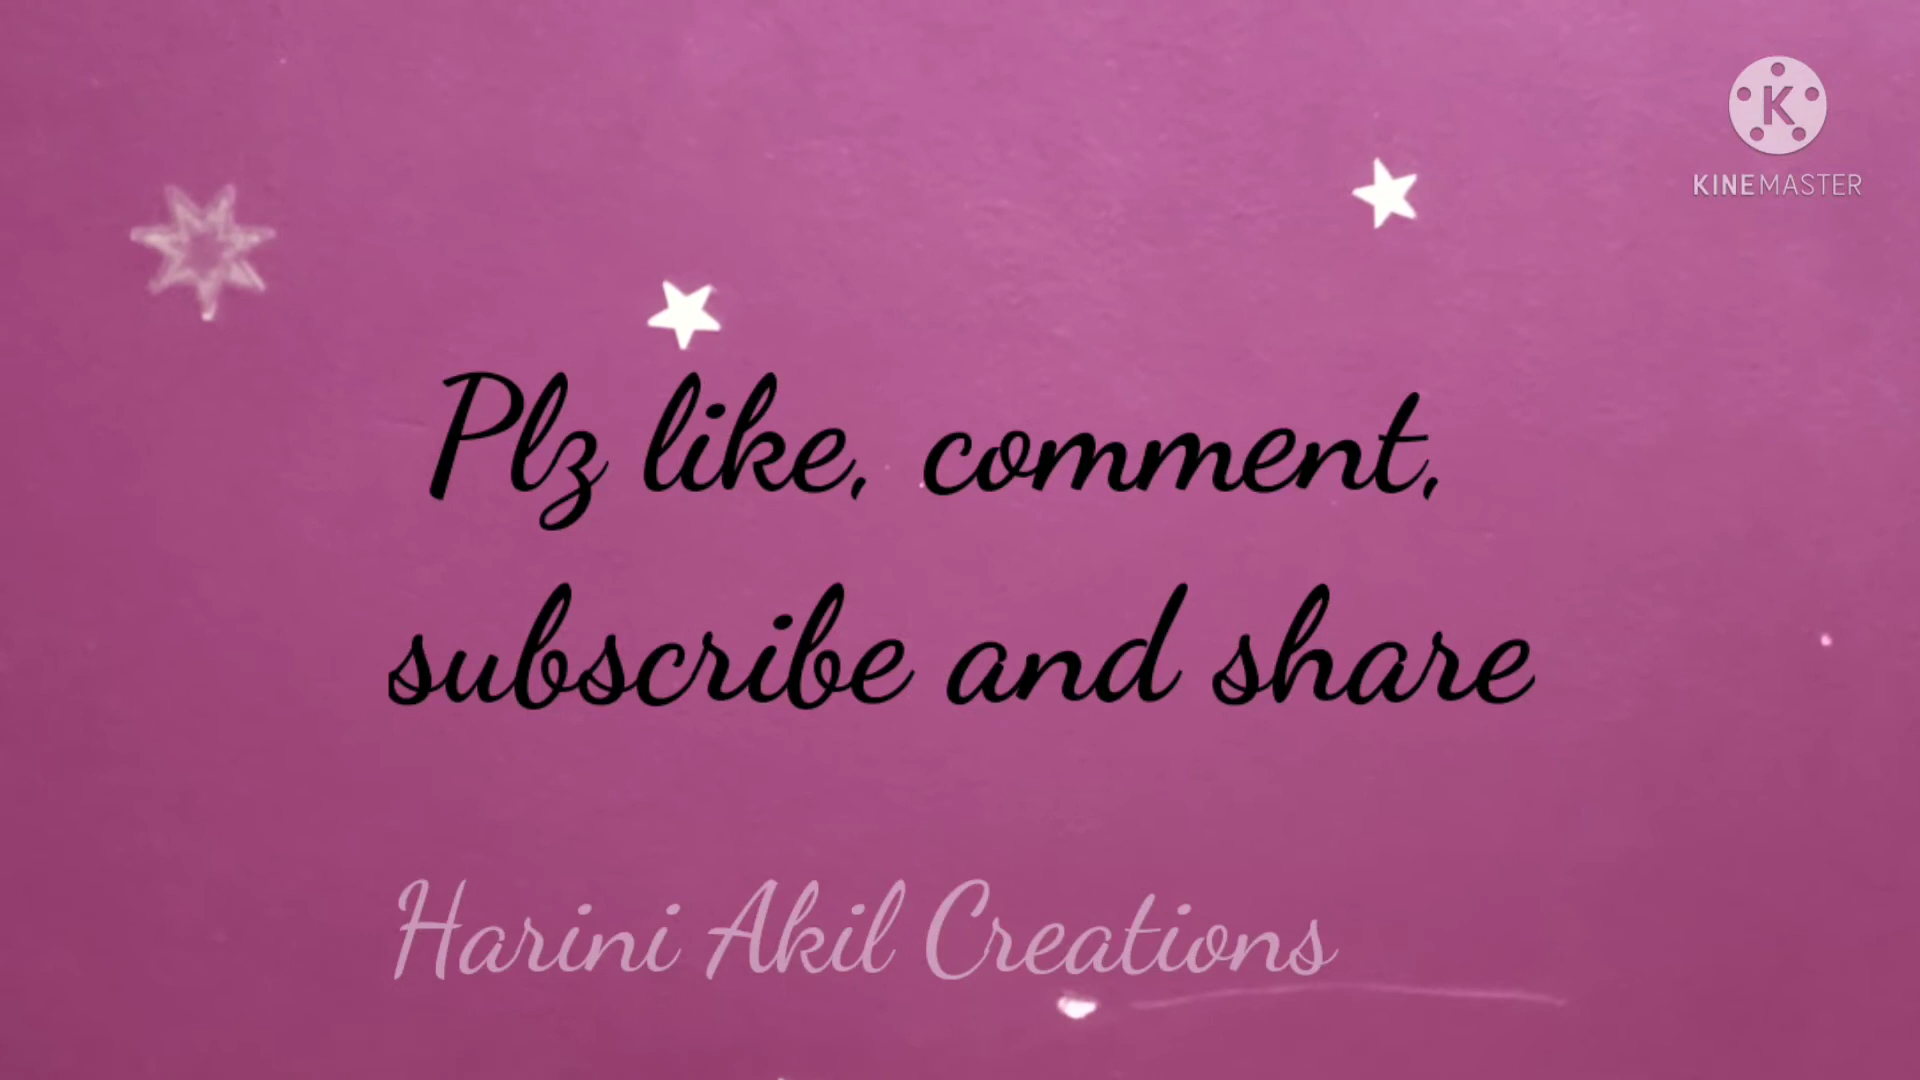 K
KINEMASTER
Plz like, comment,
subscribe and share
Harini Akil Creations